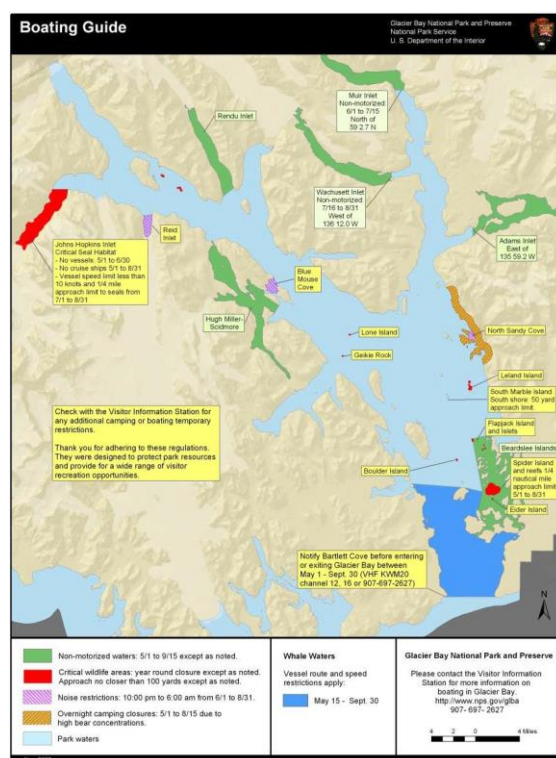 Boating Guide
Glacier Bay National Park and Preserve
National Park Service
U. S. Department of the Interior
Muir Inlet
Non-motorized
6/1 to 7/15
North of
59 2.7 N
Rendu Inlet
Wachusett Inlet
Non-motorized
7/16 to 8/31
West of
136 12.0 W
Adams Inlet
East of
135 59.2 W
Reid
Inlet
Johns Hopkins Inlet
Critical Seal Habitat
- No vessels: 5/1 to 6/30
- No cruise ships 5/1 to 8/31
- Vessel speed limit less than
10 knots and 1/4 mile
approach limit to seals from
7/1 to 8/31
Blue
Mouse
Cove
Hugh Miller-
Scidmore
Lone Island
North Sandy Cove
Geikie Rock
Leland Island
South Marble Island
South shore: 50 yard
approach limit
Flapjack Island
and Islets
Beardslee Islands
Spider Island
and reefs 1/4
nautical mile
approach limit
5/1 to 8/31
Boulder Island
Eider Island
Check with the Visitor Information Station for
any additional camping or boating temporary
restrictions.
Thank you for adhering to these regulations.
They were designed to protect park resources
and provide for a wide range of visitor
recreation opportunities.
Notify Bartlett Cove before entering
or exiting Glacier Bay between
May 1 - Sept. 30 (VHF KWM20
channel 12, 16 or 907-697-2627)
N
Non-motorized waters: 5/1 to 9/15 except as noted.
Critical wildlife areas: year round closure except as noted.
Approach no closer than 100 yards except as noted.
Noise restrictions: 10:00 pm to 6:00 am from 6/1 to 8/31.
Overnight camping closures: 5/1 to 8/15 due to
high bear concentrations.
Park waters
Whale Waters
Vessel route and speed
restrictions apply:
May 15 - Sept. 30
Glacier Bay National Park and Preserve
Please contact the Visitor Information
Station for more information on
boating in Glacier Bay.
http://www.nps.gov/glba
907- 697- 2627
4 2 0 4 Miles